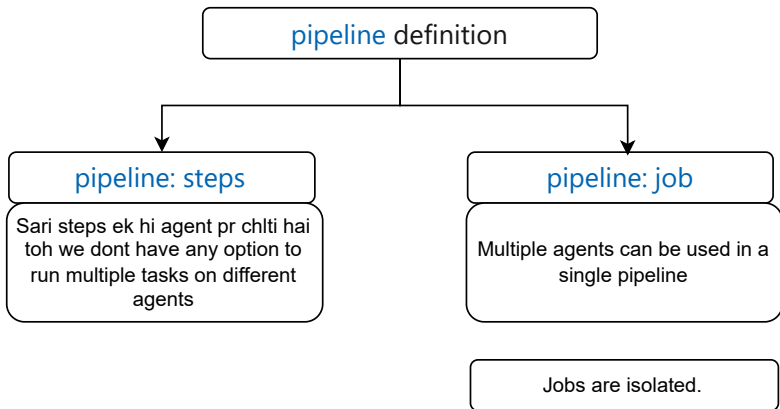 pipeline definition
pipeline: steps
Sari steps ek hi agent pr chlti hai
toh we dont have any option to
run multiple tasks on different
agents
pipeline: job
Multiple agents can be used in a
single pipeline
Jobs are isolated.